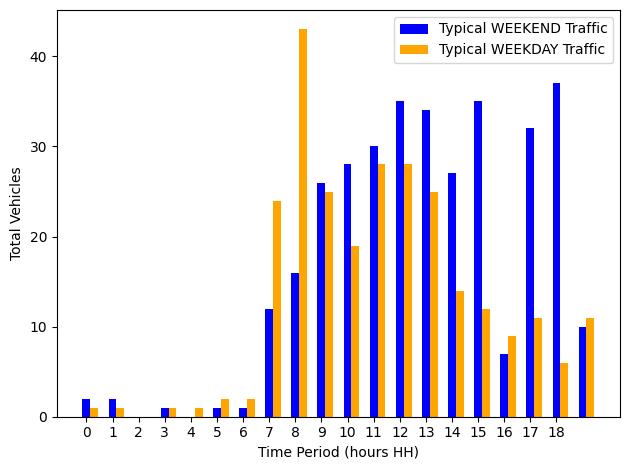 Typical WEEKEND Traffic
Typical WEEKDAY Traffic
40
30
20
10
0
Total Vehicles
0 1 2 3 4 5 6 7 8 9 10 11 12 13 14 15 16 17 18
Time Period (hours HH)